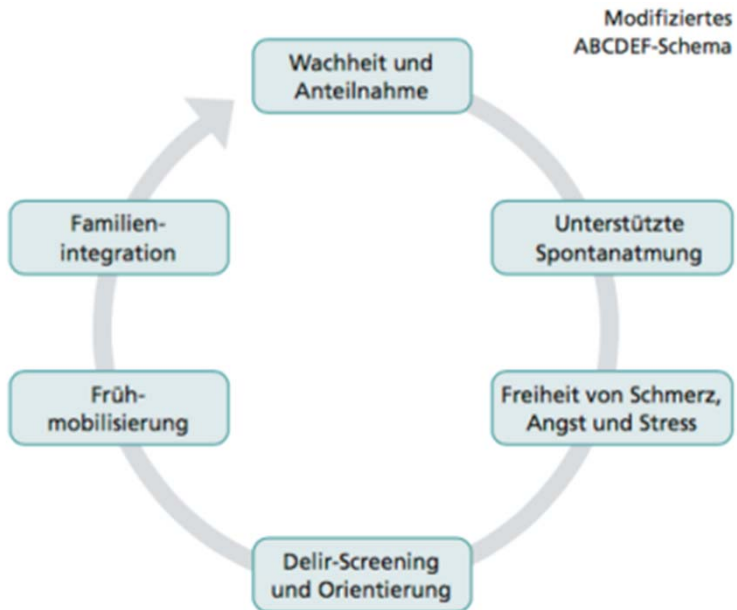 Modifiziertes
ABCDEF-Schema
Wachheit und
Anteilnahme
Unterstützte
Spontanatmung
Freiheit von Schmerz,
Angst und Stress
Delir-Screening
und Orientierung
Früh-
mobilisierung
Familien-
integration